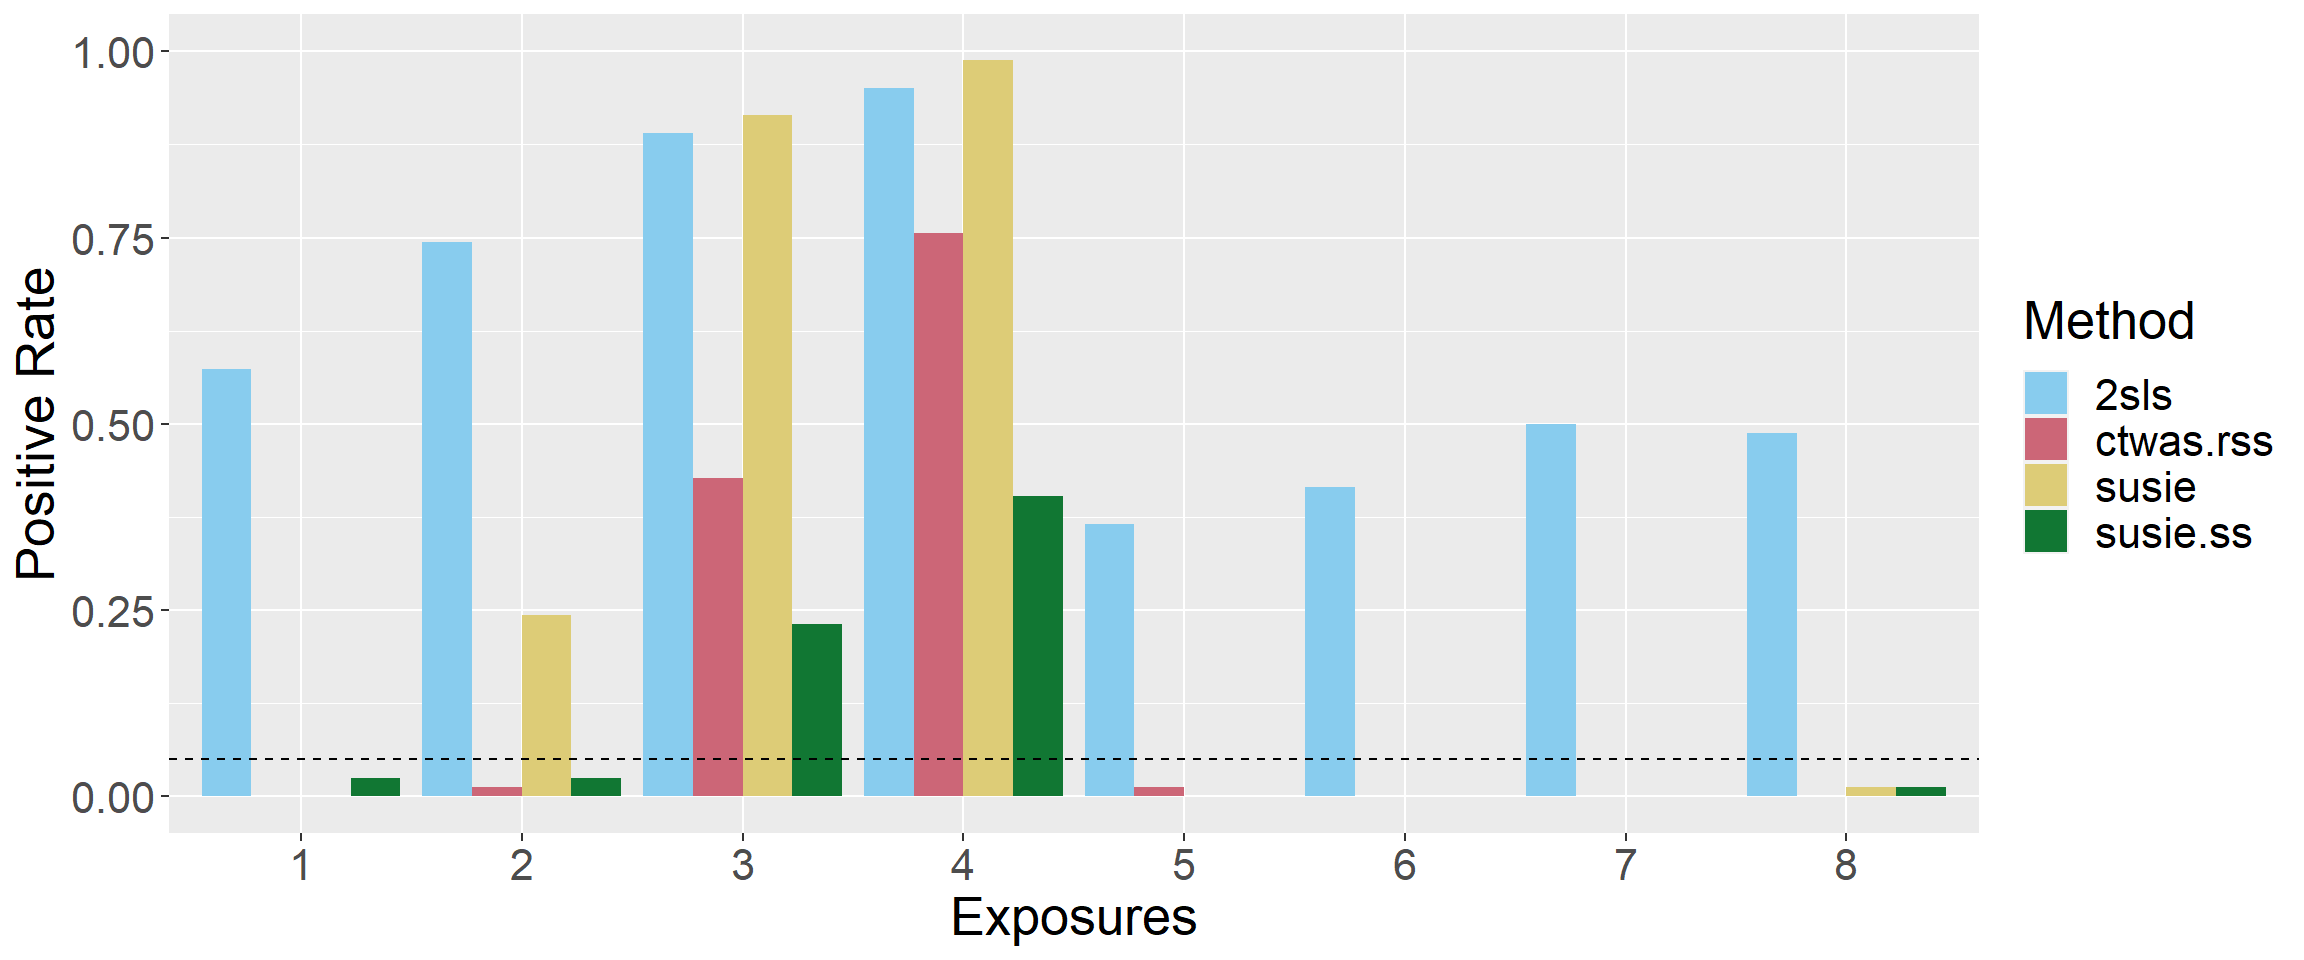 Positive Rate
1.00
0.75
0.50
0.25
0.00
1 2 3 4 5 6 7 8
Exposures
Method
2sls
ctwas.rss
susie
susie.ss